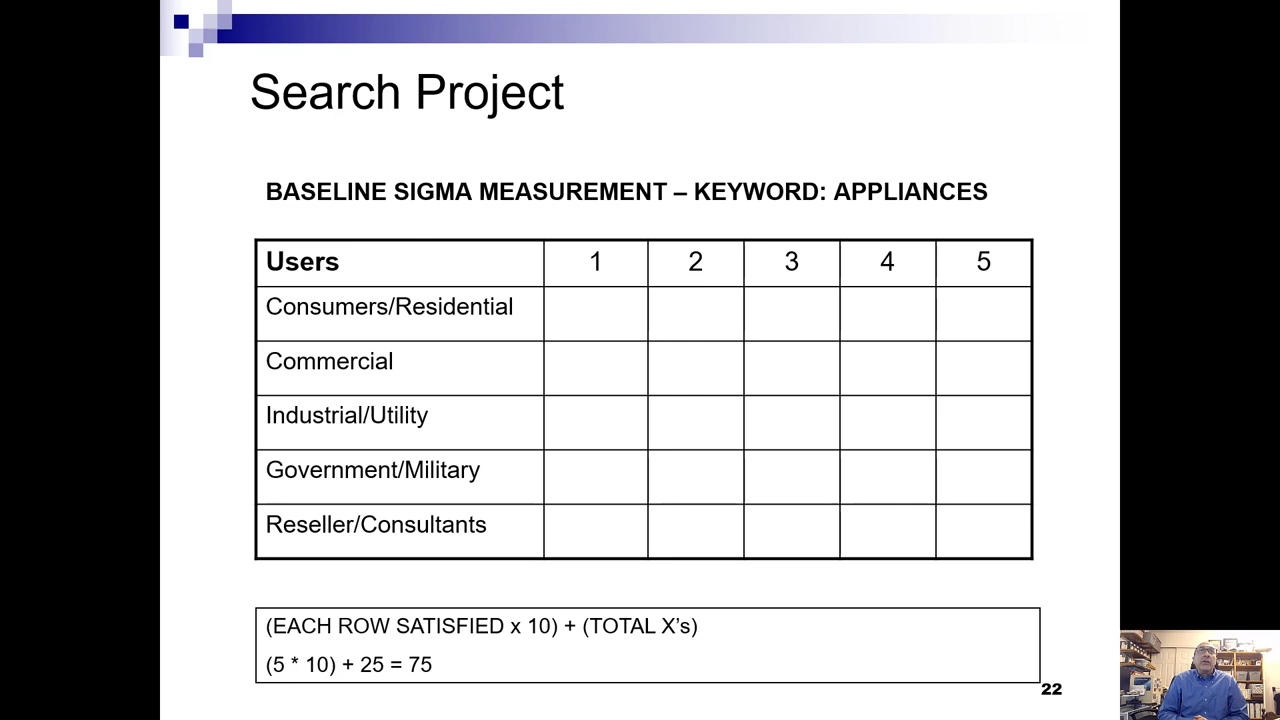 Search Project
BASELINE SIGMA MEASUREMENT – KEYWORD: APPLIANCES
Users 1 2 3 4 5
Consumers/Residential
Commercial
Industrial/Utility
Government/Military
Reseller/Consultants
(EACH ROW SATISFIED x 10) + (TOTAL X’s)
(5 * 10) + 25 = 75
22